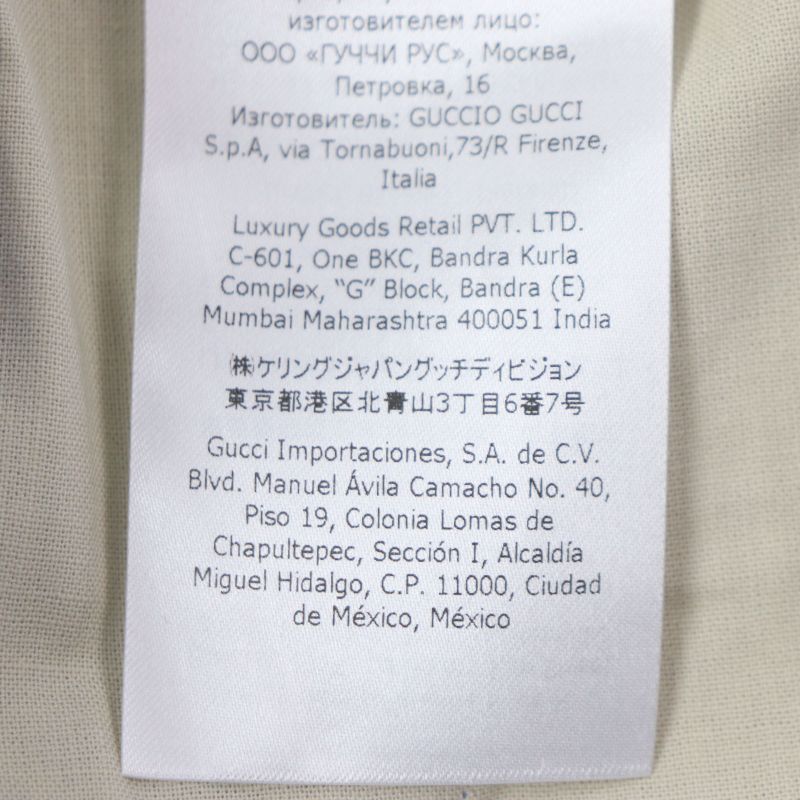 изготовителем лицо:
ООО «ГУЧЧИ РУС», Москва,
Петровка, 16
Изготовитель: GUCCIO GUCCI
S.p.A, via Tornabuoni,73/R Firenze,
Italia
Luxury Goods Retail PVT. LTD.
C-601, One BKC, Bandra Kurla
Complex, “G” Block, Bandra (E)
Mumbai Maharashtra 400051 India
㈱ケリングジャパングッチディビジョン
東京都港区北青山3丁目6番7号
Gucci Importaciones, S.A. de C.V.
Blvd. Manuel Ávila Camacho No. 40,
Piso 19, Colonia Lomas de
Chapultepec, Sección I, Alcaldía
Miguel Hidalgo, C.P. 11000, Ciudad
de México, México